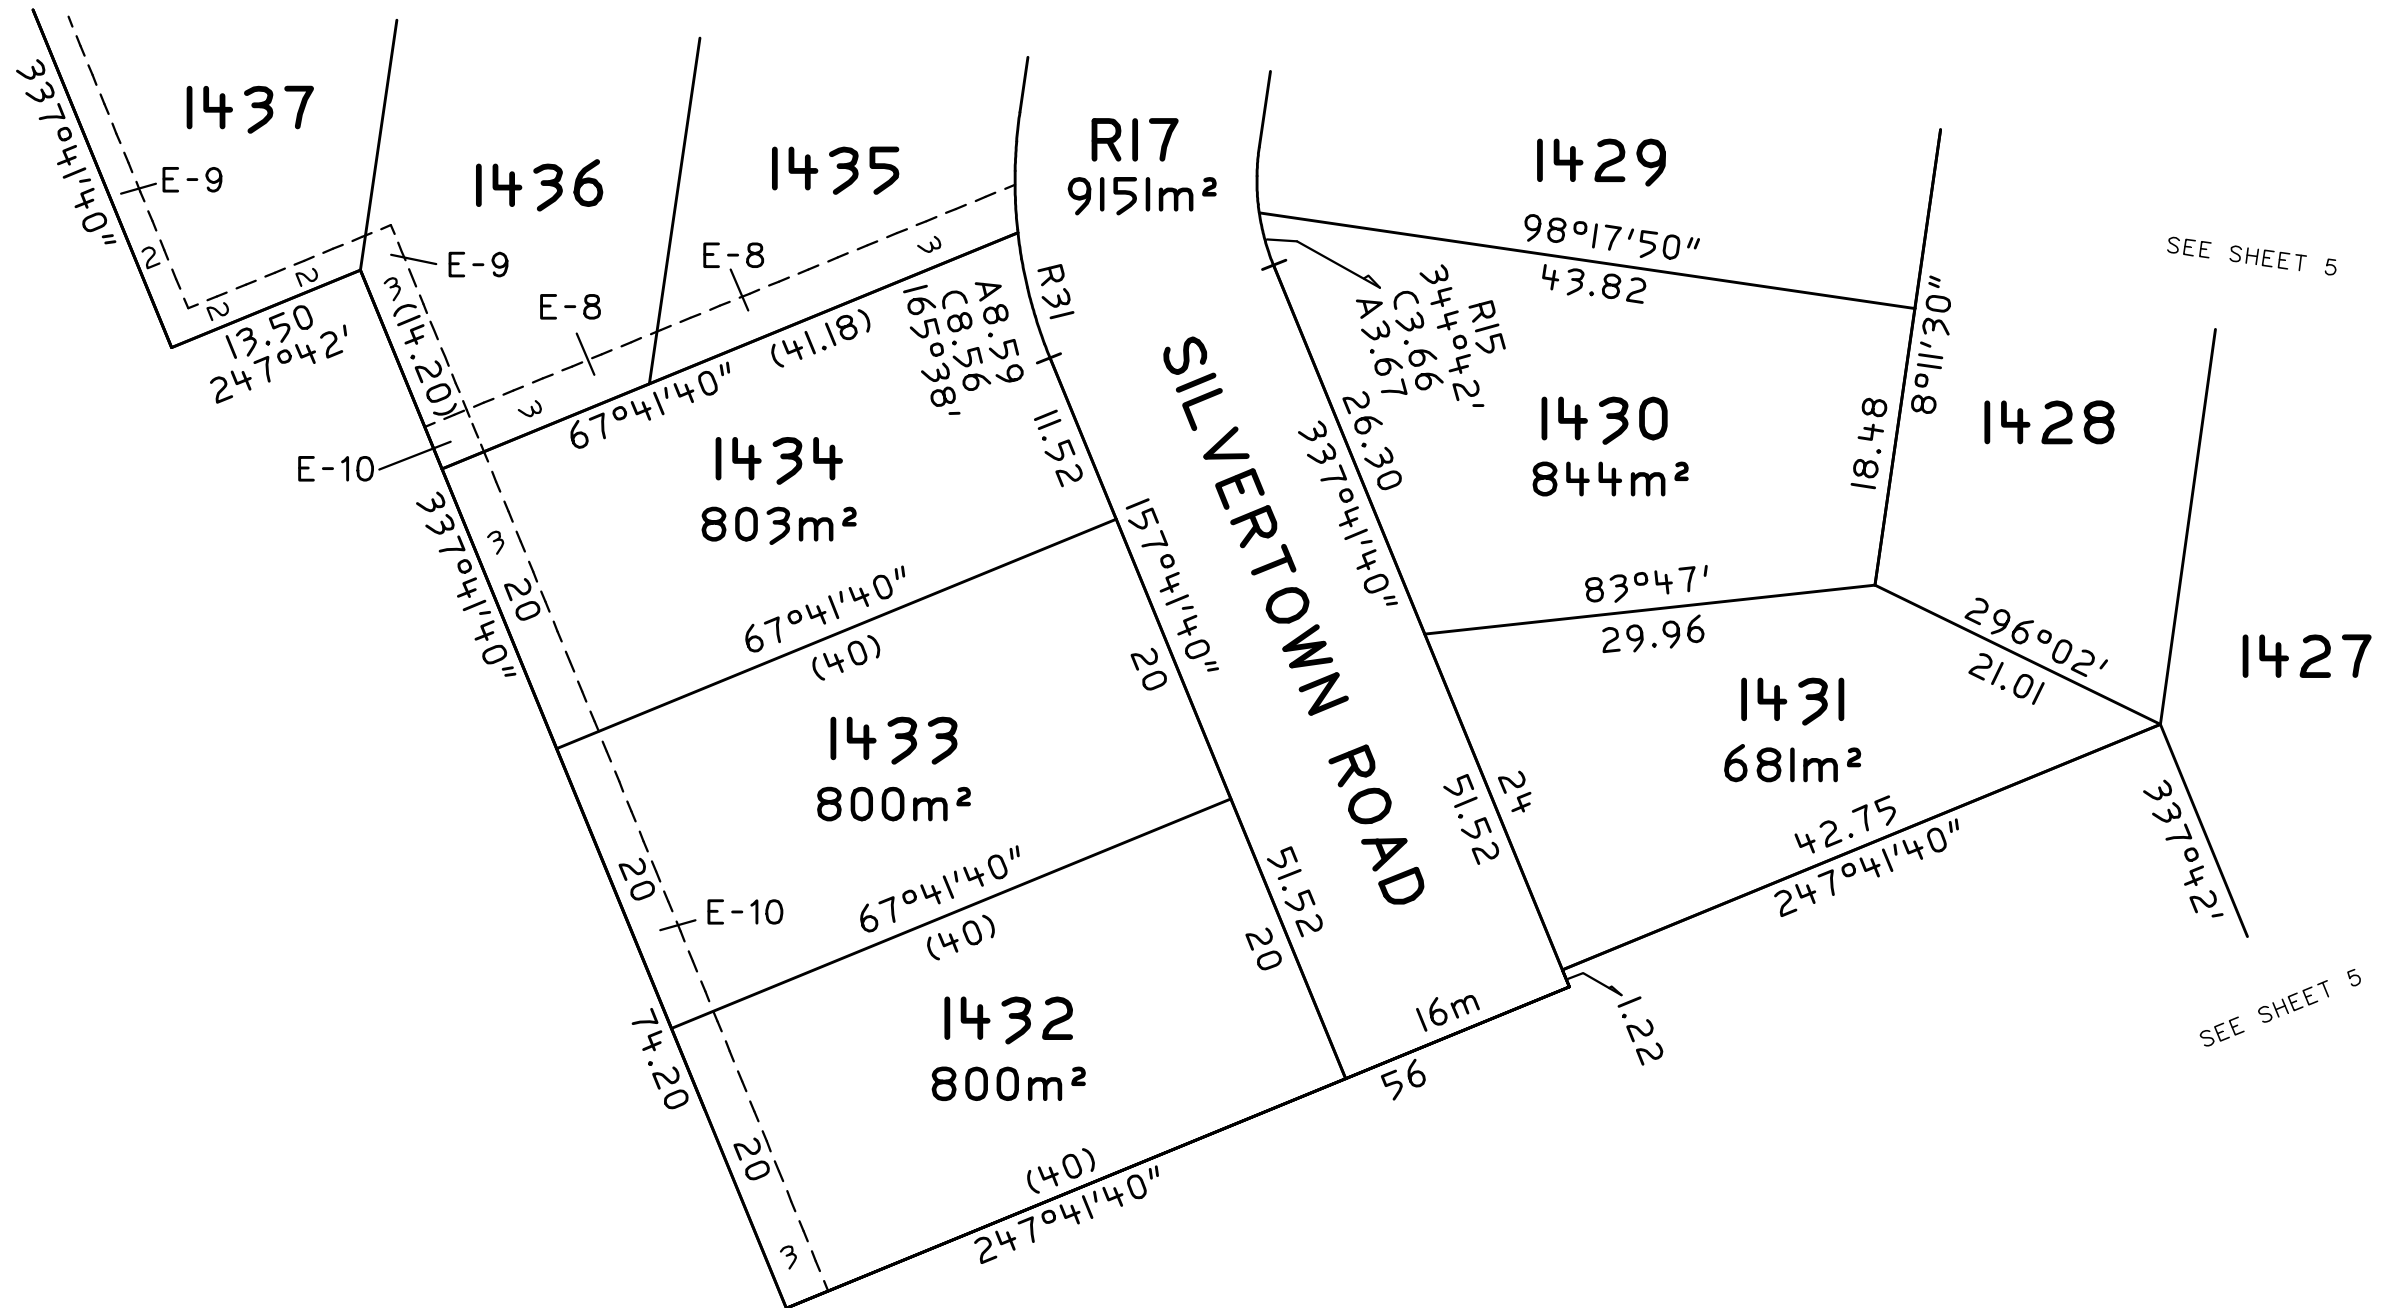 1437
337°41'40"
E-9
2
2
2
13.50
247°42'
1436
E-9
3
(14.20)
E-8
3
E-10
1435
E-8
3
(41.18)
67°41'40"
R17
9151m²
R31
A8.59
C8.56
165°38'
11.52
1429
98°17'50"
43.82
R15
344°42'
C3.66
A3.67
SEE SHEET 5
8°11'30"
18.48
1428
1430
844m²
26.30
337°41'40"
83°47'
29.96
296°02'
21.01
1427
1434
803m²
337°41'40"
3
20
67°41'40"
(40)
157°41'40"
20
SILVERTOWN ROAD
1431
681m²
24
51.52
42.75
247°41'40"
337°42'
1433
800m²
20
E-10
67°41'40"
(40)
51.52
20
1432
800m²
74.20
20
3
(40)
247°41'40"
16m
56
1.22
SEE SHEET 5